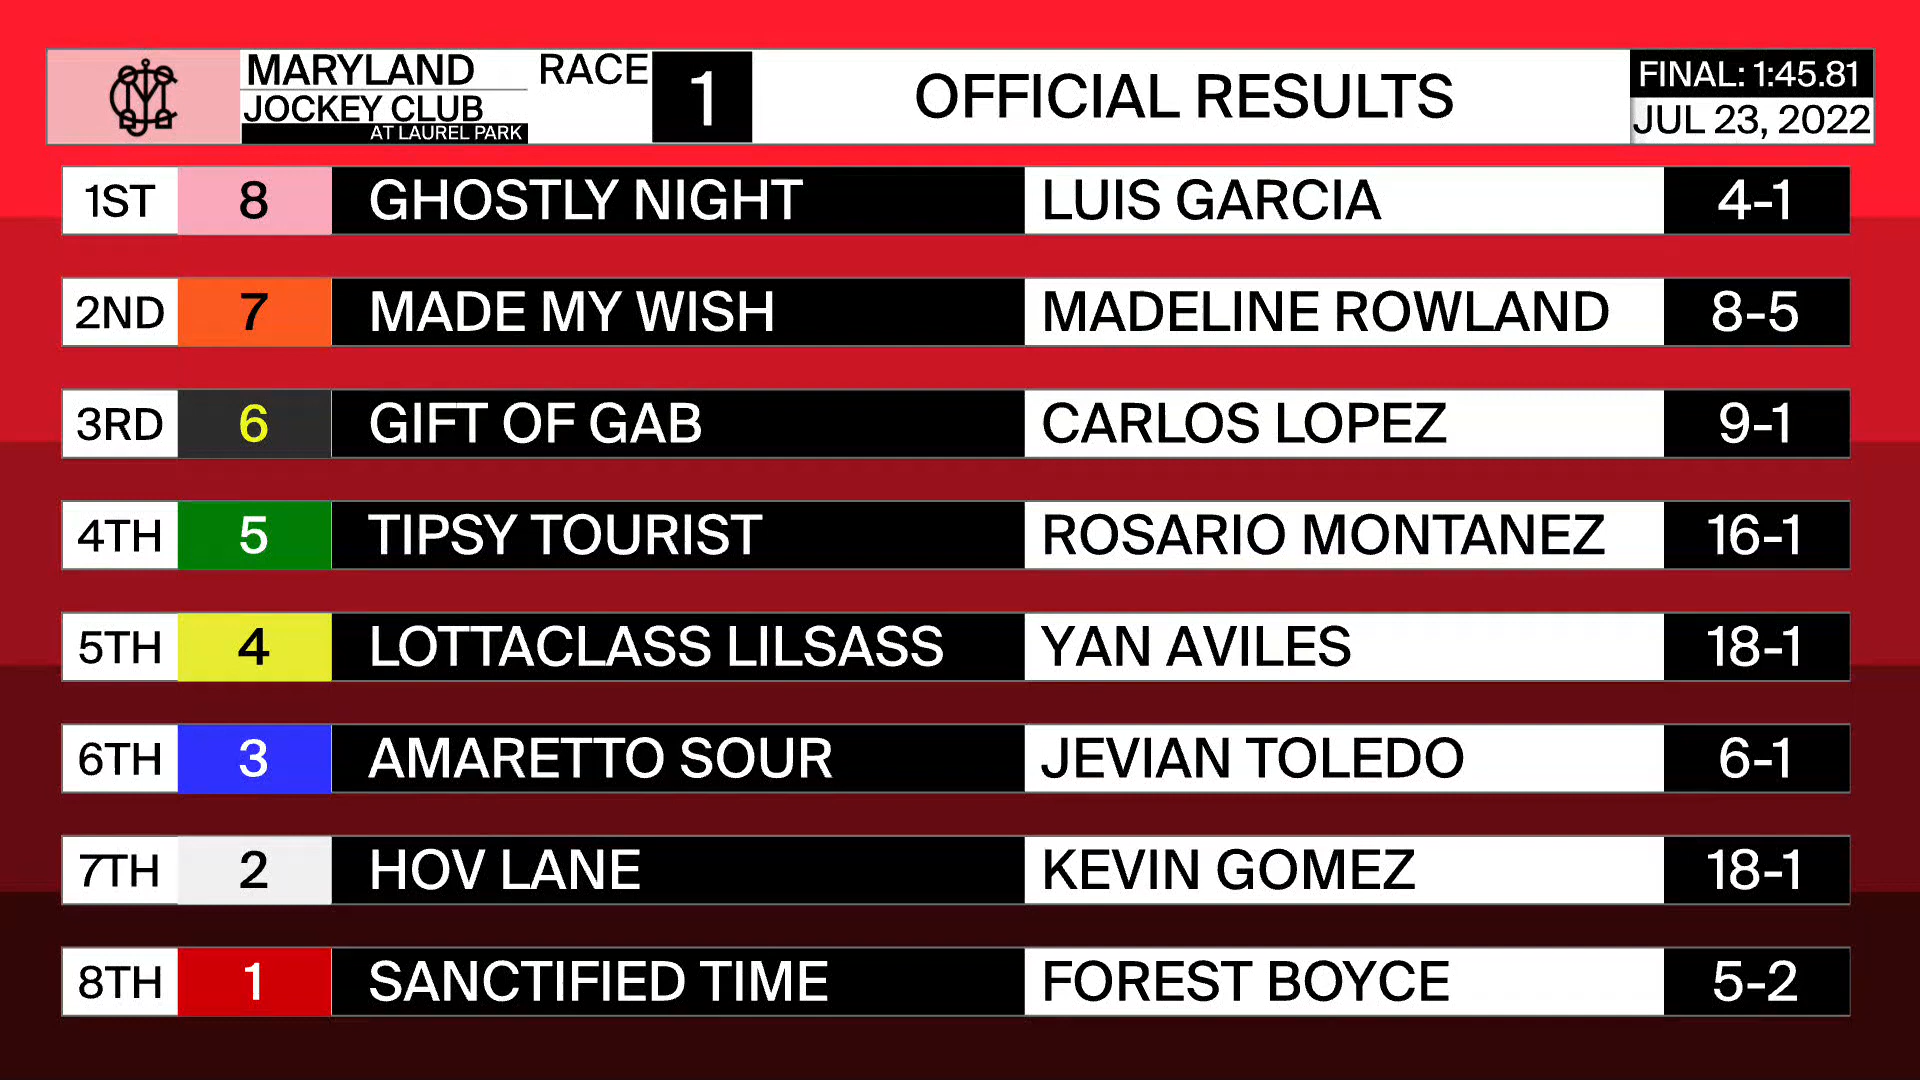 MARYLAND
JOCKEY CLUB
AT LAUREL PARK
RACE 1
OFFICIAL RESULTS
FINAL: 1:45.81
JUL 23, 2022
1ST 8 GHOSTLY NIGHT LUIS GARCIA 4-1
2ND 7 MADE MY WISH MADELINE ROWLAND 8-5
3RD 6 GIFT OF GAB CARLOS LOPEZ 9-1
4TH 5 TIPSY TOURIST ROSARIO MONTANEZ 16-1
5TH 4 LOTTACLASS LILSASS YAN AVILES 18-1
6TH 3 AMARETTO SOUR JEVIAN TOLEDO 6-1
7TH 2 HOV LANE KEVIN GOMEZ 18-1
8TH 1 SANCTIFIED TIME FOREST BOYCE 5-2